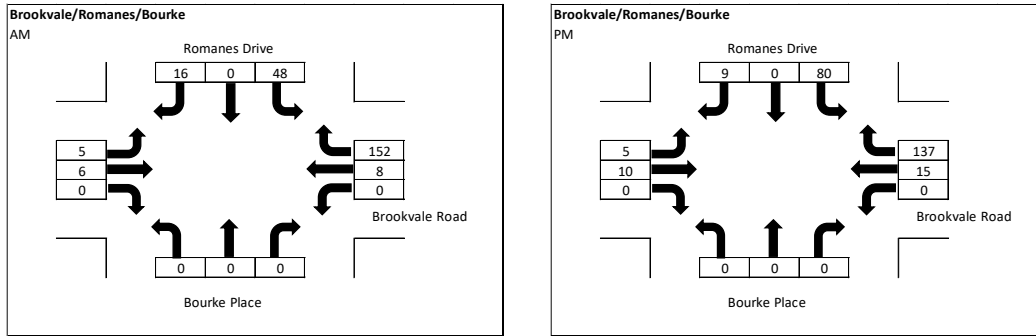 Brookvale/Romanes/Bourke
AM
Romanes Drive
16 0 48
5
6
0
152
8
0
Brookvale Road
0 0 0
Bourke Place
Brookvale/Romanes/Bourke
PM
Romanes Drive
9 0 80
5
10
0
137
15
0
Brookvale Road
0 0 0
Bourke Place